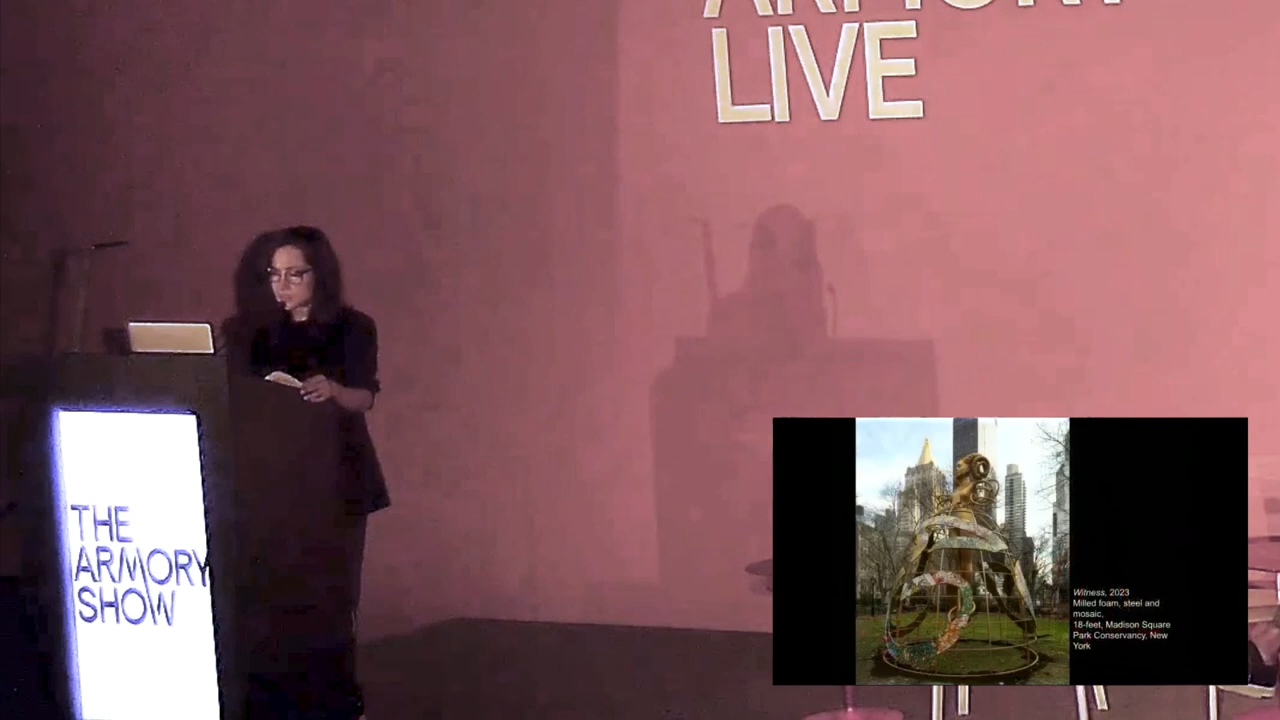 ARMORY
LIVE
THE
ARMORY
SHOW
Witness, 2023
Milled foam, steel and
mosaic.
18-feet, Madison Square
Park Conservancy, New
York